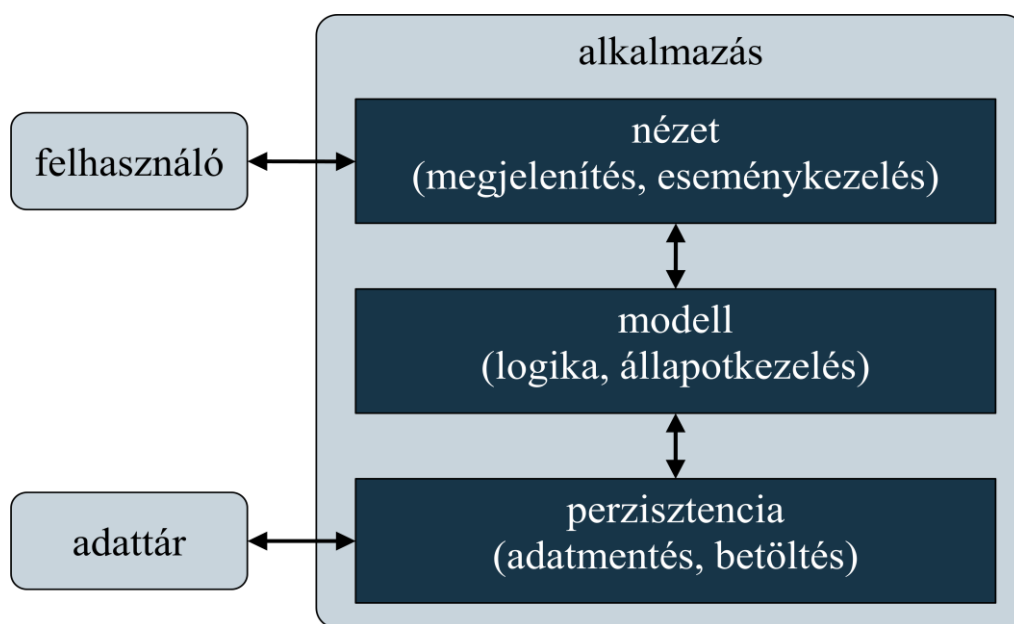 alkalmazás
felhasználó
nézet
(megjelenítés, eseménykezelés)
modell
(logika, állapotkezelés)
adattár
perzisztencia
(adatmentés, betöltés)